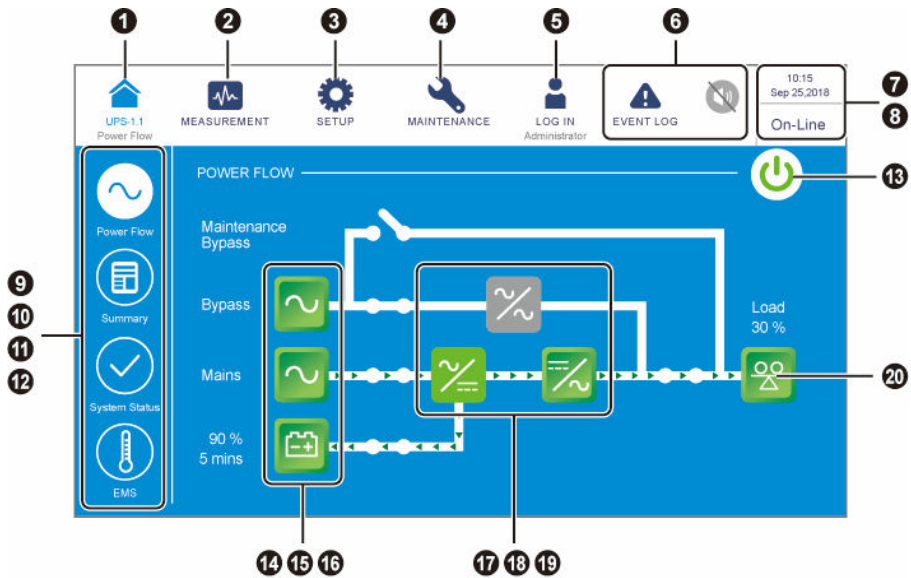 1 2 3 4 5 6
UPS-1.1 MEASUREMENT SETUP MAINTENANCE LOG IN EVENT LOG
Power Flow Administrator
10:15
Sep 25,2018
On-Line
7
8
POWER FLOW
13
Power Flow
Summary
System Status
EMS
9
10
11
12
Maintenance
Bypass
Bypass
Mains
90 %
5 mins
Load
30 %
20
14 15 16 17 18 19